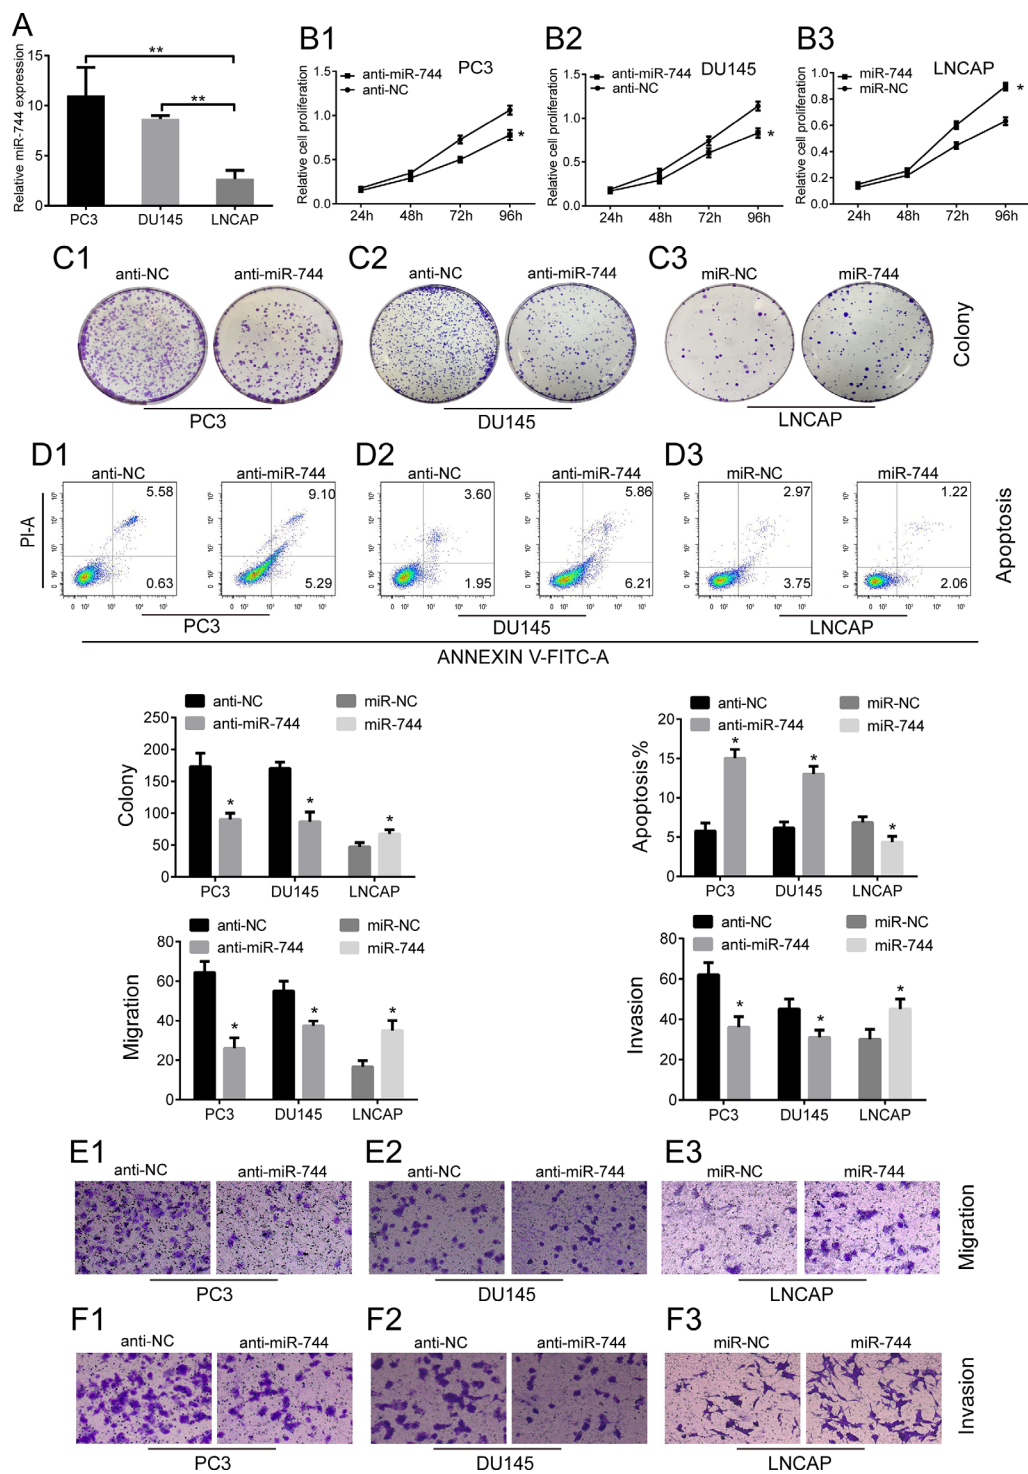 A
Relative miR-744 expression
15
10
5
0
**
**
PC3 DU145 LNCAP
B1
PC3
anti-miR-744
anti-NC
Relative cell proliferation
1.5
1.0
0.5
0.0
*
24h 48h 72h 96h
B2
DU145
anti-miR-744
anti-NC
Relative cell proliferation
1.5
1.0
0.5
0.0
*
24h 48h 72h 96h
B3
LNCAP
miR-744
miR-NC
Relative cell proliferation
1.0
0.8
0.6
0.4
0.2
0.0
*
24h 48h 72h 96h
C1 C2 C3
anti-NC anti-miR-744 anti-NC anti-miR-744 miR-NC miR-744
Colony
PC3 DU145 LNCAP
D1 D2 D3
anti-NC anti-miR-744 anti-NC anti-miR-744 miR-NC miR-744
PI-A
5.58 9.10 3.60 5.86 2.97 1.22
0.63 5.29 1.95 6.21 3.75 2.06
Apoptosis
PC3 DU145 LNCAP
ANNEXIN V-FITC-A
anti-NC miR-NC
anti-miR-744 miR-744
Colony
250
200
150
100
50
0
* * *
PC3 DU145 LNCAP
anti-NC miR-NC
anti-miR-744 miR-744
Apoptosis%
20
15
10
5
0
* * *
PC3 DU145 LNCAP
anti-NC miR-NC
anti-miR-744 miR-744
Migration
80
60
40
20
0
* * *
PC3 DU145 LNCAP
anti-NC miR-NC
anti-miR-744 miR-744
Invasion
80
60
40
20
0
* * *
PC3 DU145 LNCAP
E1 E2 E3
anti-NC anti-miR-744 anti-NC anti-miR-744 miR-NC miR-744
Migration
PC3 DU145 LNCAP
F1 F2 F3
anti-NC anti-miR-744 anti-NC anti-miR-744 miR-NC miR-744
Invasion
PC3 DU145 LNCAP